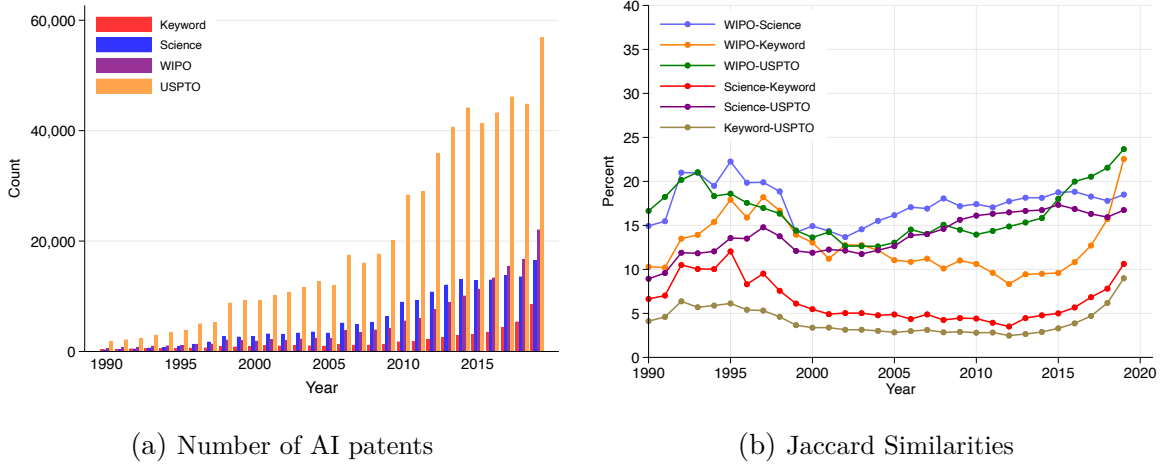 60,000
40,000
20,000
0
Count
Keyword
Science
WIPO
USPTO
1990
1995
2000
2005
2010
2015
Year
(a) Number of AI patents
40
35
30
25
20
15
10
5
0
Percent
WIPO-Science
WIPO-Keyword
WIPO-USPTO
Science-Keyword
Science-USPTO
Keyword-USPTO
1990
1995
2000
2005
2010
2015
2020
Year
(b) Jaccard Similarities